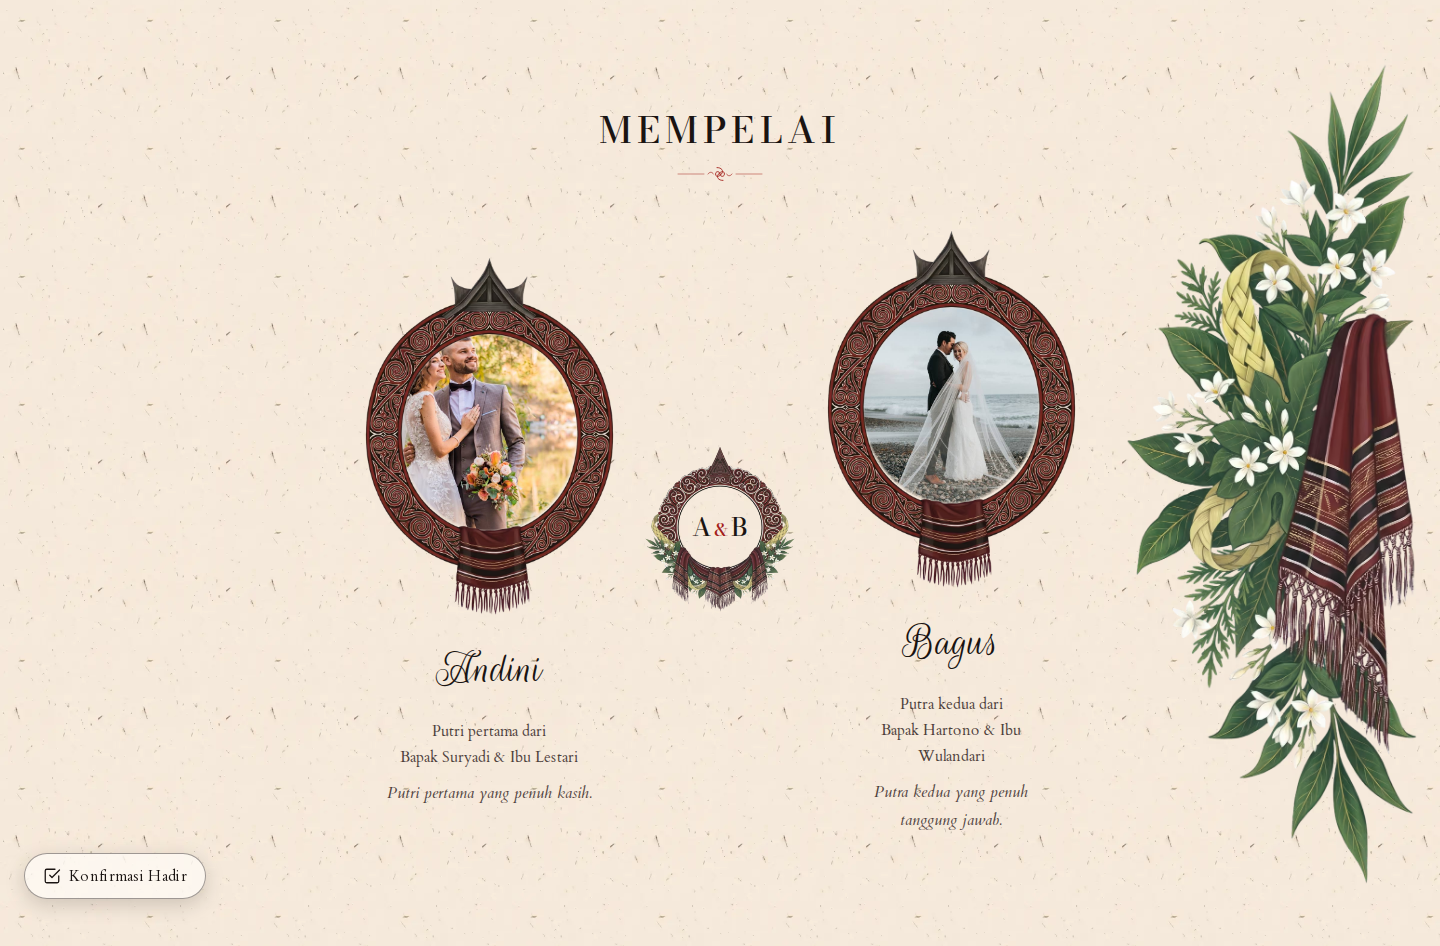 MEMPELAI
A & B
Andini
Putri pertama dari
Bapak Suryadi & Ibu Lestari
Putri pertama yang penuh kasih.
Bagus
Putra kedua dari
Bapak Hartono & Ibu
Wulandari
Putra kedua yang penuh
tanggung jawab.
Konfirmasi Hadir